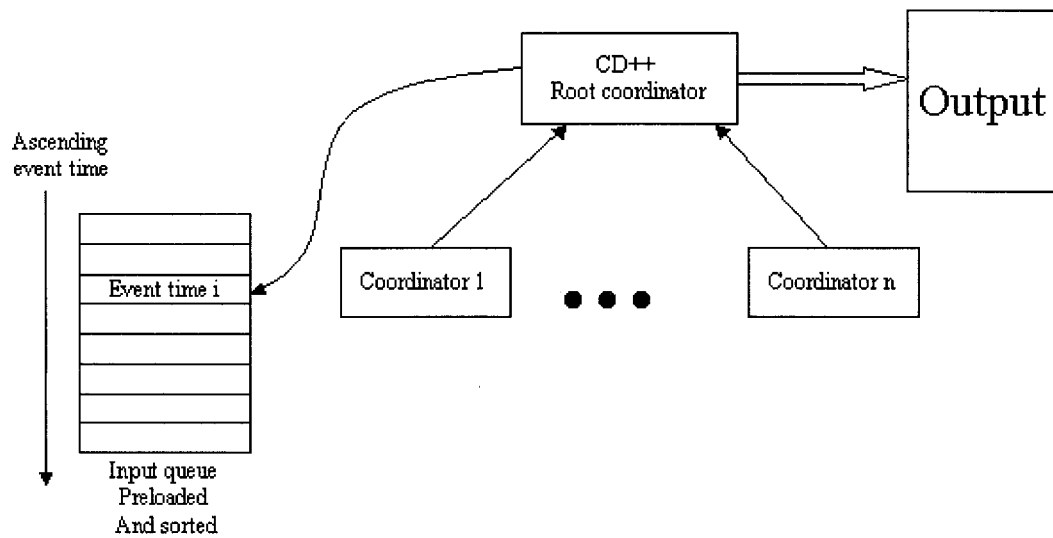 CD++
Root coordinator
Output
Ascending
event time
Event time i
Coordinator 1
Coordinator n
Input queue
Preloaded
And sorted